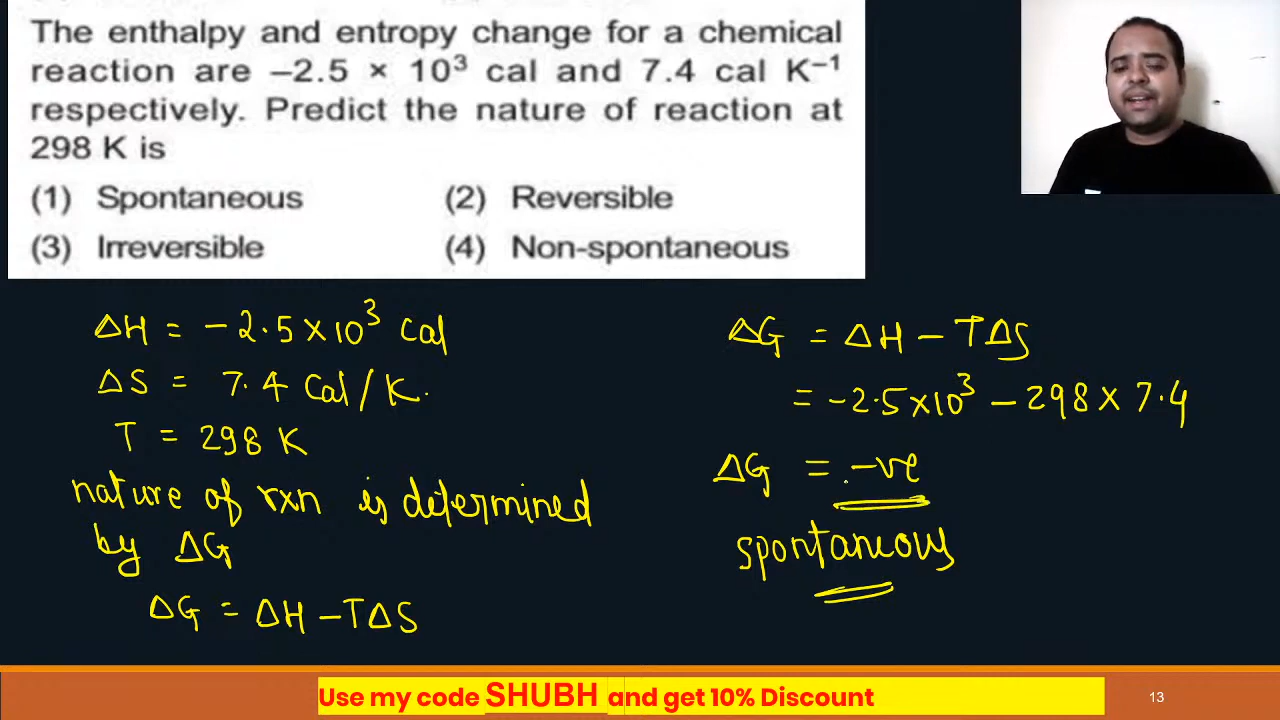 The enthalpy and entropy change for a chemical
reaction are –2.5 × 10³ cal and 7.4 cal K⁻¹
respectively. Predict the nature of reaction at
298 K is
(1) Spontaneous (2) Reversible
(3) Irreversible (4) Non-spontaneous
ΔH = -2.5×10³ Cal
ΔS = 7.4 Cal/K.
T = 298 K
nature of rxn is determined
by ΔG
ΔG = ΔH – TΔS
ΔG = ΔH – TΔS
= -2.5×10³ – 298 × 7.4
ΔG = -ve
spontaneous
Use my code SHUBH and get 10% Discount
13